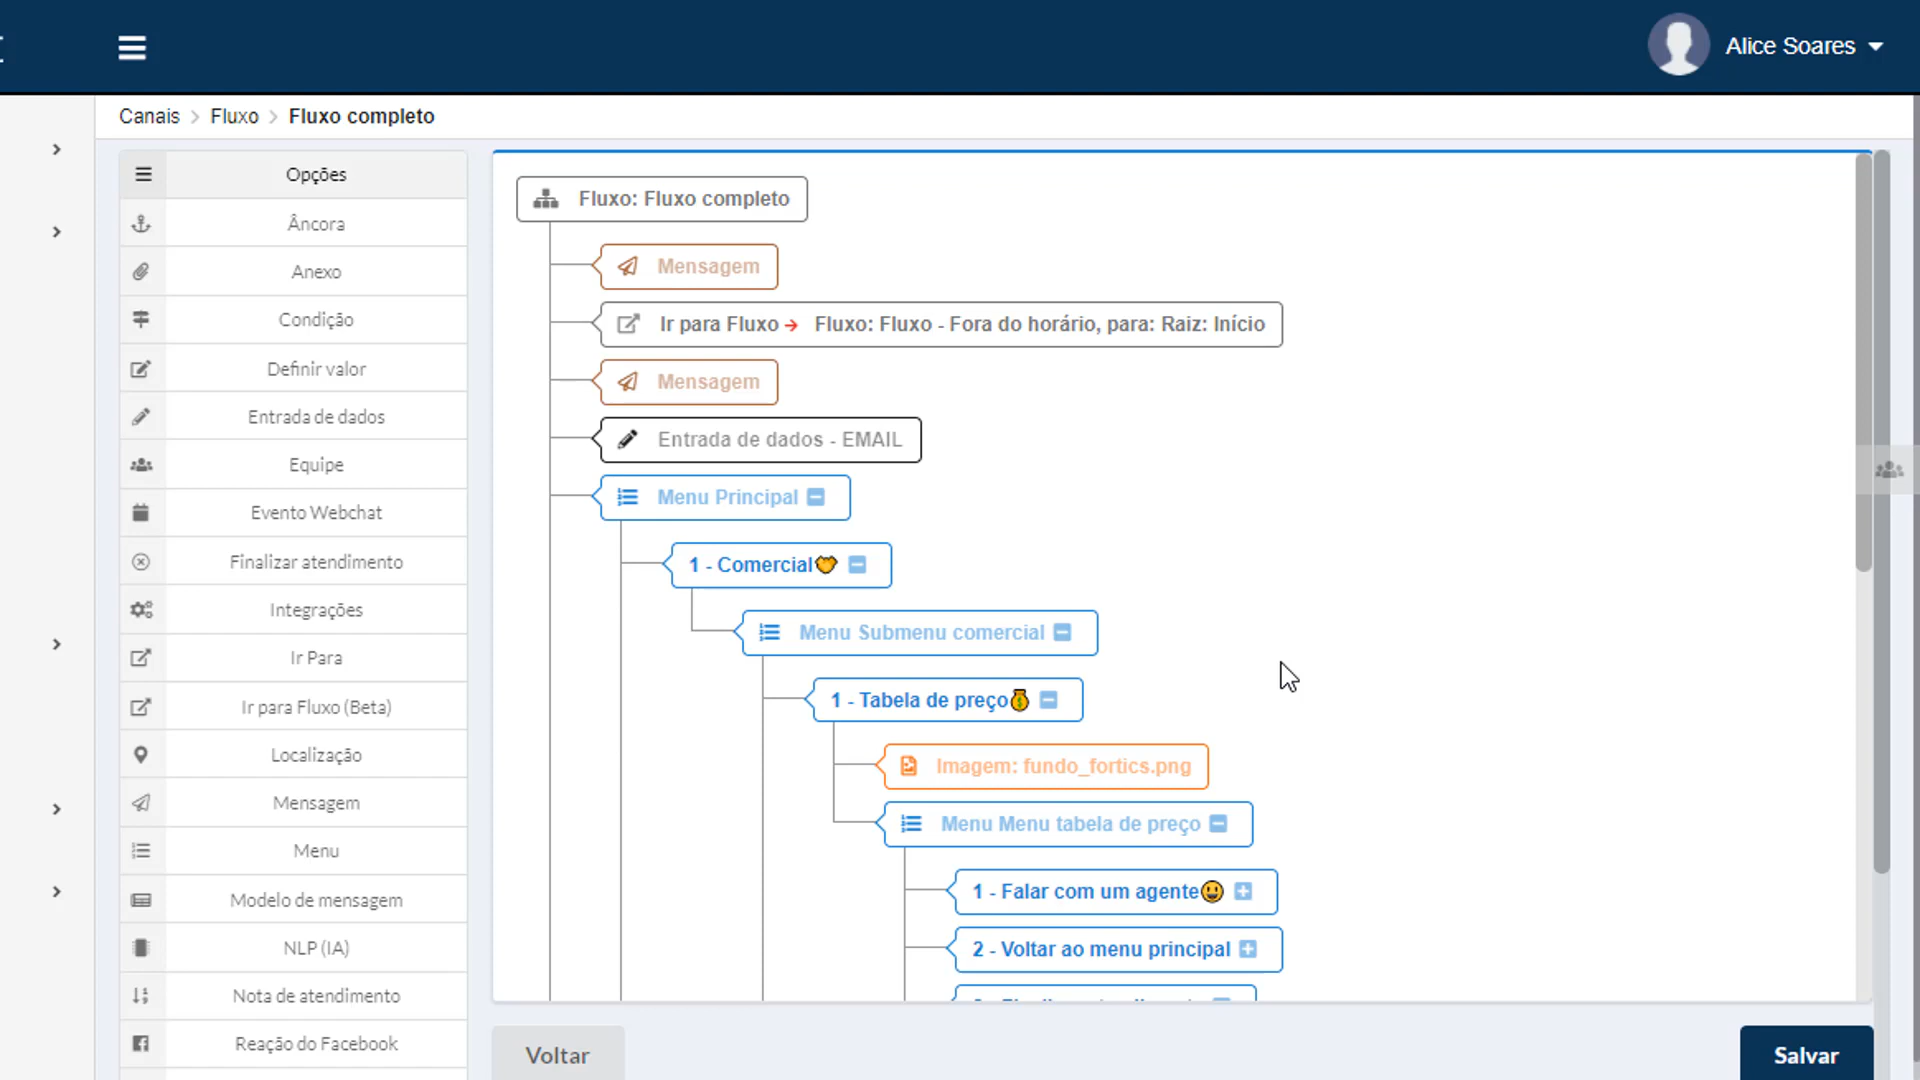 Alice Soares
Canais > Fluxo > Fluxo completo
Opções
Âncora
Anexo
Condição
Definir valor
Entrada de dados
Equipe
Evento Webchat
Finalizar atendimento
Integrações
Ir Para
Ir para Fluxo (Beta)
Localização
Mensagem
Menu
Modelo de mensagem
NLP (IA)
Nota de atendimento
Reação do Facebook
Fluxo: Fluxo completo
Mensagem
Ir para Fluxo → Fluxo: Fluxo - Fora do horário, para: Raiz: Início
Mensagem
Entrada de dados - EMAIL
Menu Principal
1 - Comercial
Menu Submenu comercial
1 - Tabela de preço
Imagem: fundo_fortics.png
Menu Menu tabela de preço
1 - Falar com um agente
2 - Voltar ao menu principal
Voltar
Salvar